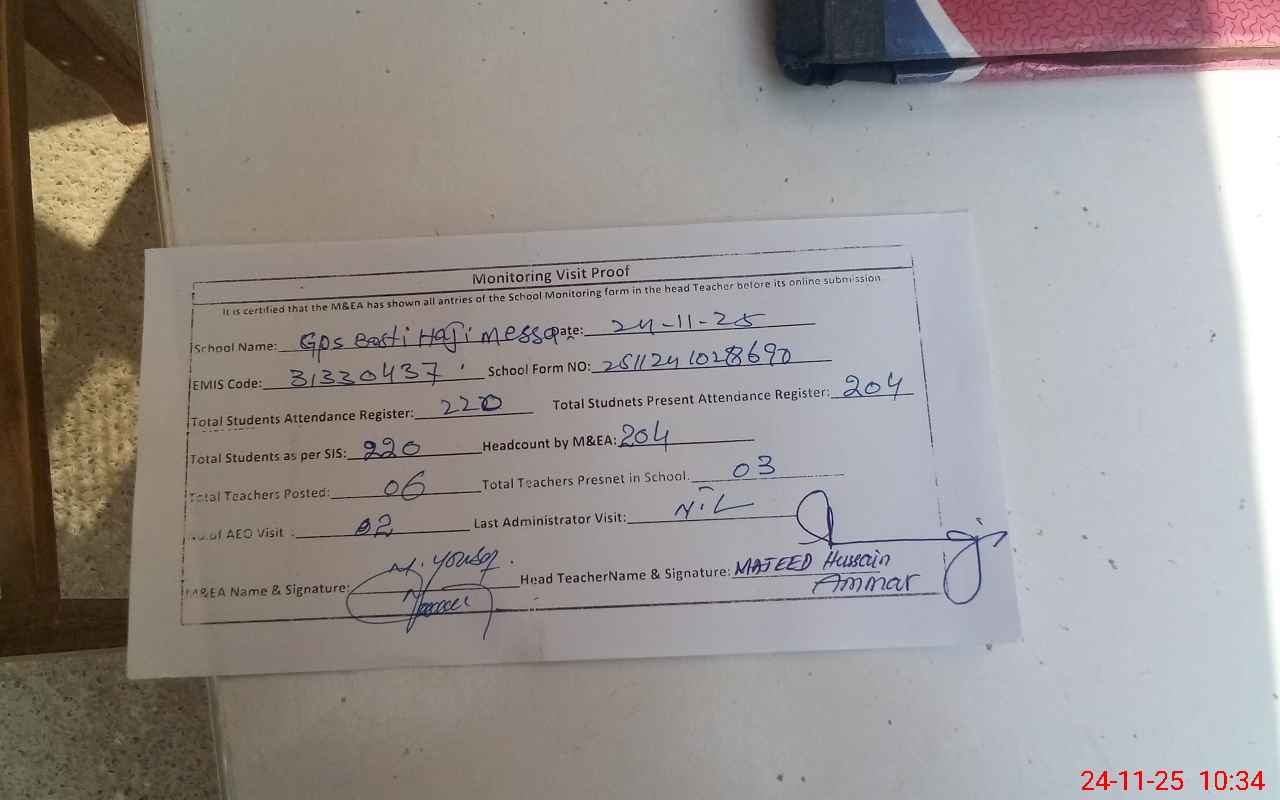 Monitoring Visit Proof
It is certified that the M&EA has shown all antries of the School Monitoring form in the head Teacher before its online submission
School Name: Gps Basti Haji Messa Date: 24-11-25
EMIS Code: 31330437 School Form NO: 251124102869
Total Students Attendance Register: 220 Total Studnets Present Attendance Register: 204
Total Students as per SIS: 220 Headcount by M&EA: 204
Total Teachers Posted: 06 Total Teachers Presnet in School. 03
No.of AEO Visit : 02 Last Administrator Visit: NiL
M&EA Name & Signature: M. Yousaf Head TeacherName & Signature: MAJEED Hussain
Ammar
24-11-25 10:34